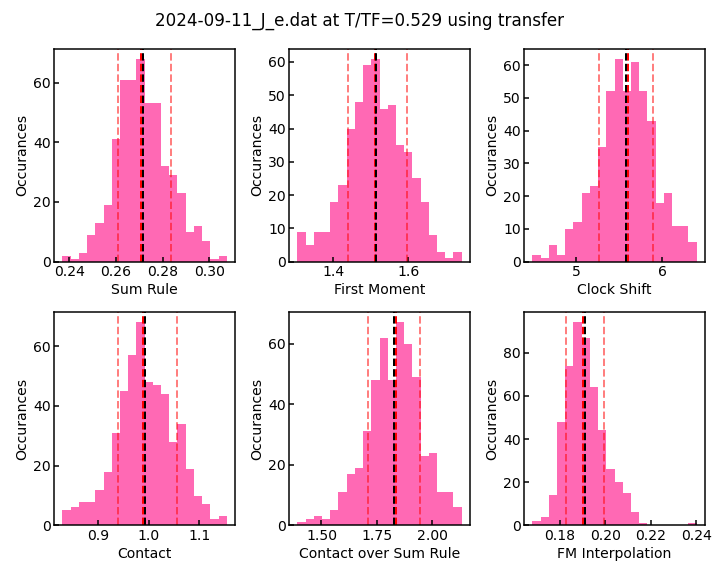 2024-09-11_J_e.dat at T/TF=0.529 using transfer
Occurances
60
40
20
0
0.24 0.26 0.28 0.30
Sum Rule
Occurances
60
50
40
30
20
10
0
1.4 1.6
First Moment
Occurances
60
50
40
30
20
10
0
5 6
Clock Shift
Occurances
60
40
20
0
0.9 1.0 1.1
Contact
Occurances
80
60
40
20
0
1.50 1.75 2.00
Contact over Sum Rule
Occurances
80
60
40
20
0
0.18 0.20 0.22 0.24
FM Interpolation